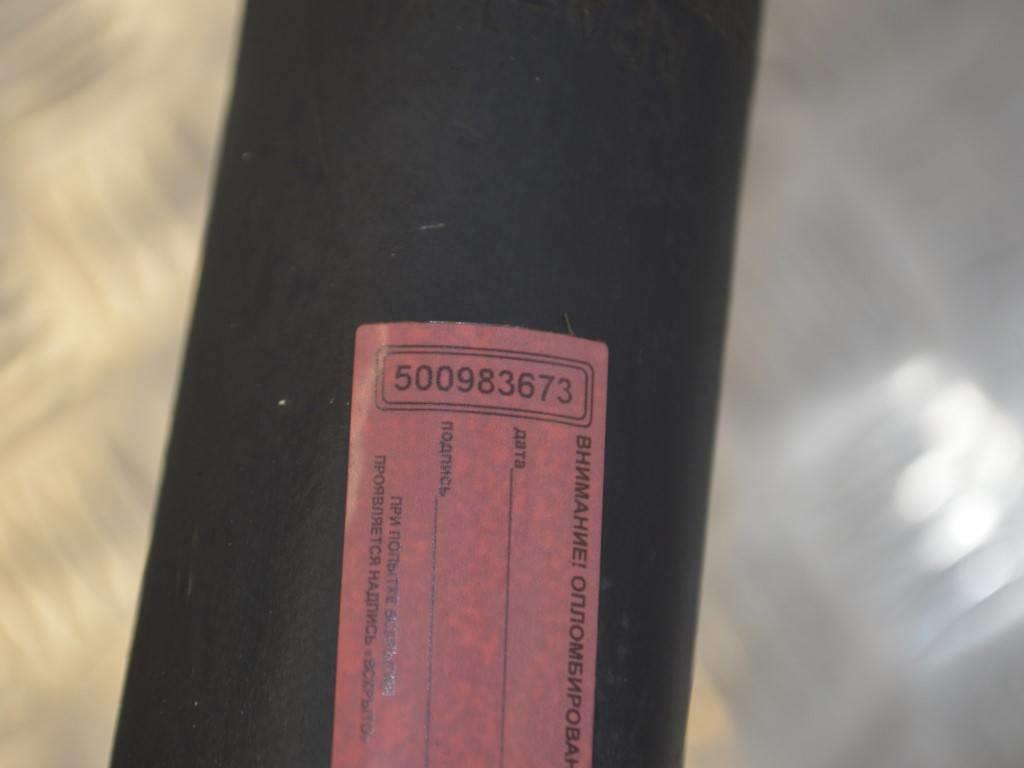 500983673
ВНИМАНИЕ! ОПЛОМБИРОВАН
дата
подпись
ПРИ ПОПЫТКЕ ВСКРЫТИЯ
ПРОЯВЛЯЕТСЯ НАДПИСЬ «ВСКРЫТО»